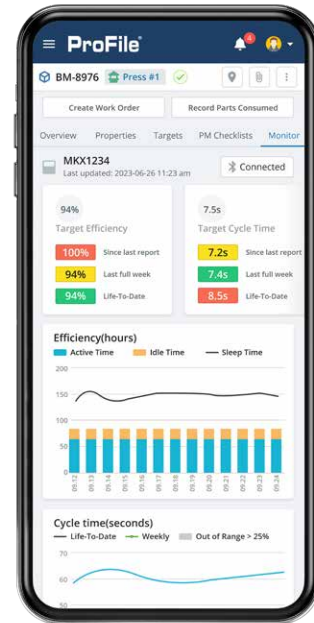 ProFile®
4
BM-8976 Press #1
Create Work Order Record Parts Consumed
Overview Properties Targets PM Checklists Monitor
MKX1234
Last updated: 2023-06-26 11:23 am
Connected
94% 7.5s
Target Efficiency Target Cycle Time
100% Since last report 7.2s Since last report
94% Last full week 7.4s Last full week
94% Life-To-Date 8.5s Life-To-Date
Efficiency(hours)
Active Time Idle Time Sleep Time
200
150
100
50
0
09.12 09.13 09.14 09.15 09.16 09.17 09.18 09.19 09.20 09.21 09.22 09.23 09.24
Cycle time(seconds)
Life-To-Date Weekly Out of Range > 25%
70
60
50